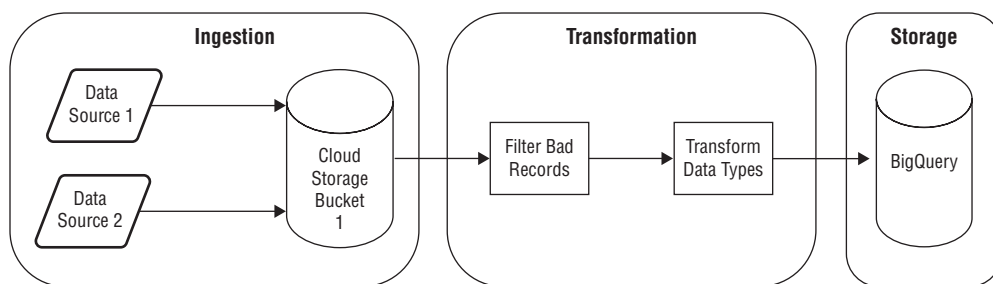 Ingestion
Data
Source 1
Data
Source 2
Cloud
Storage
Bucket
1
Transformation
Filter Bad
Records
Transform
Data Types
Storage
BigQuery